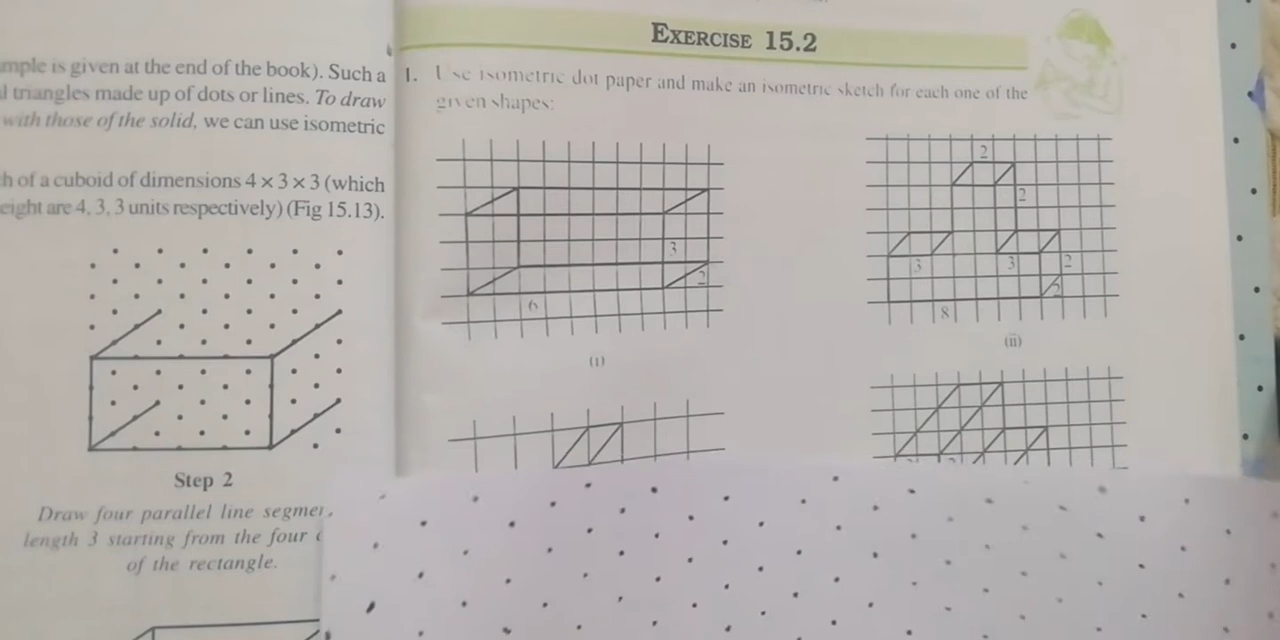 mple is given at the end of the book). Such a
l triangles made up of dots or lines. To draw
with those of the solid, we can use isometric
h of a cuboid of dimensions 4 × 3 × 3 (which
eight are 4, 3, 3 units respectively) (Fig 15.13).
Step 2
Draw four parallel line segmen
length 3 starting from the four
of the rectangle.
EXERCISE 15.2
1. Use isometric dot paper and make an isometric sketch for each one of the
given shapes:
3
2
6
(i)
2
2
3
3
2
2
8
(ii)